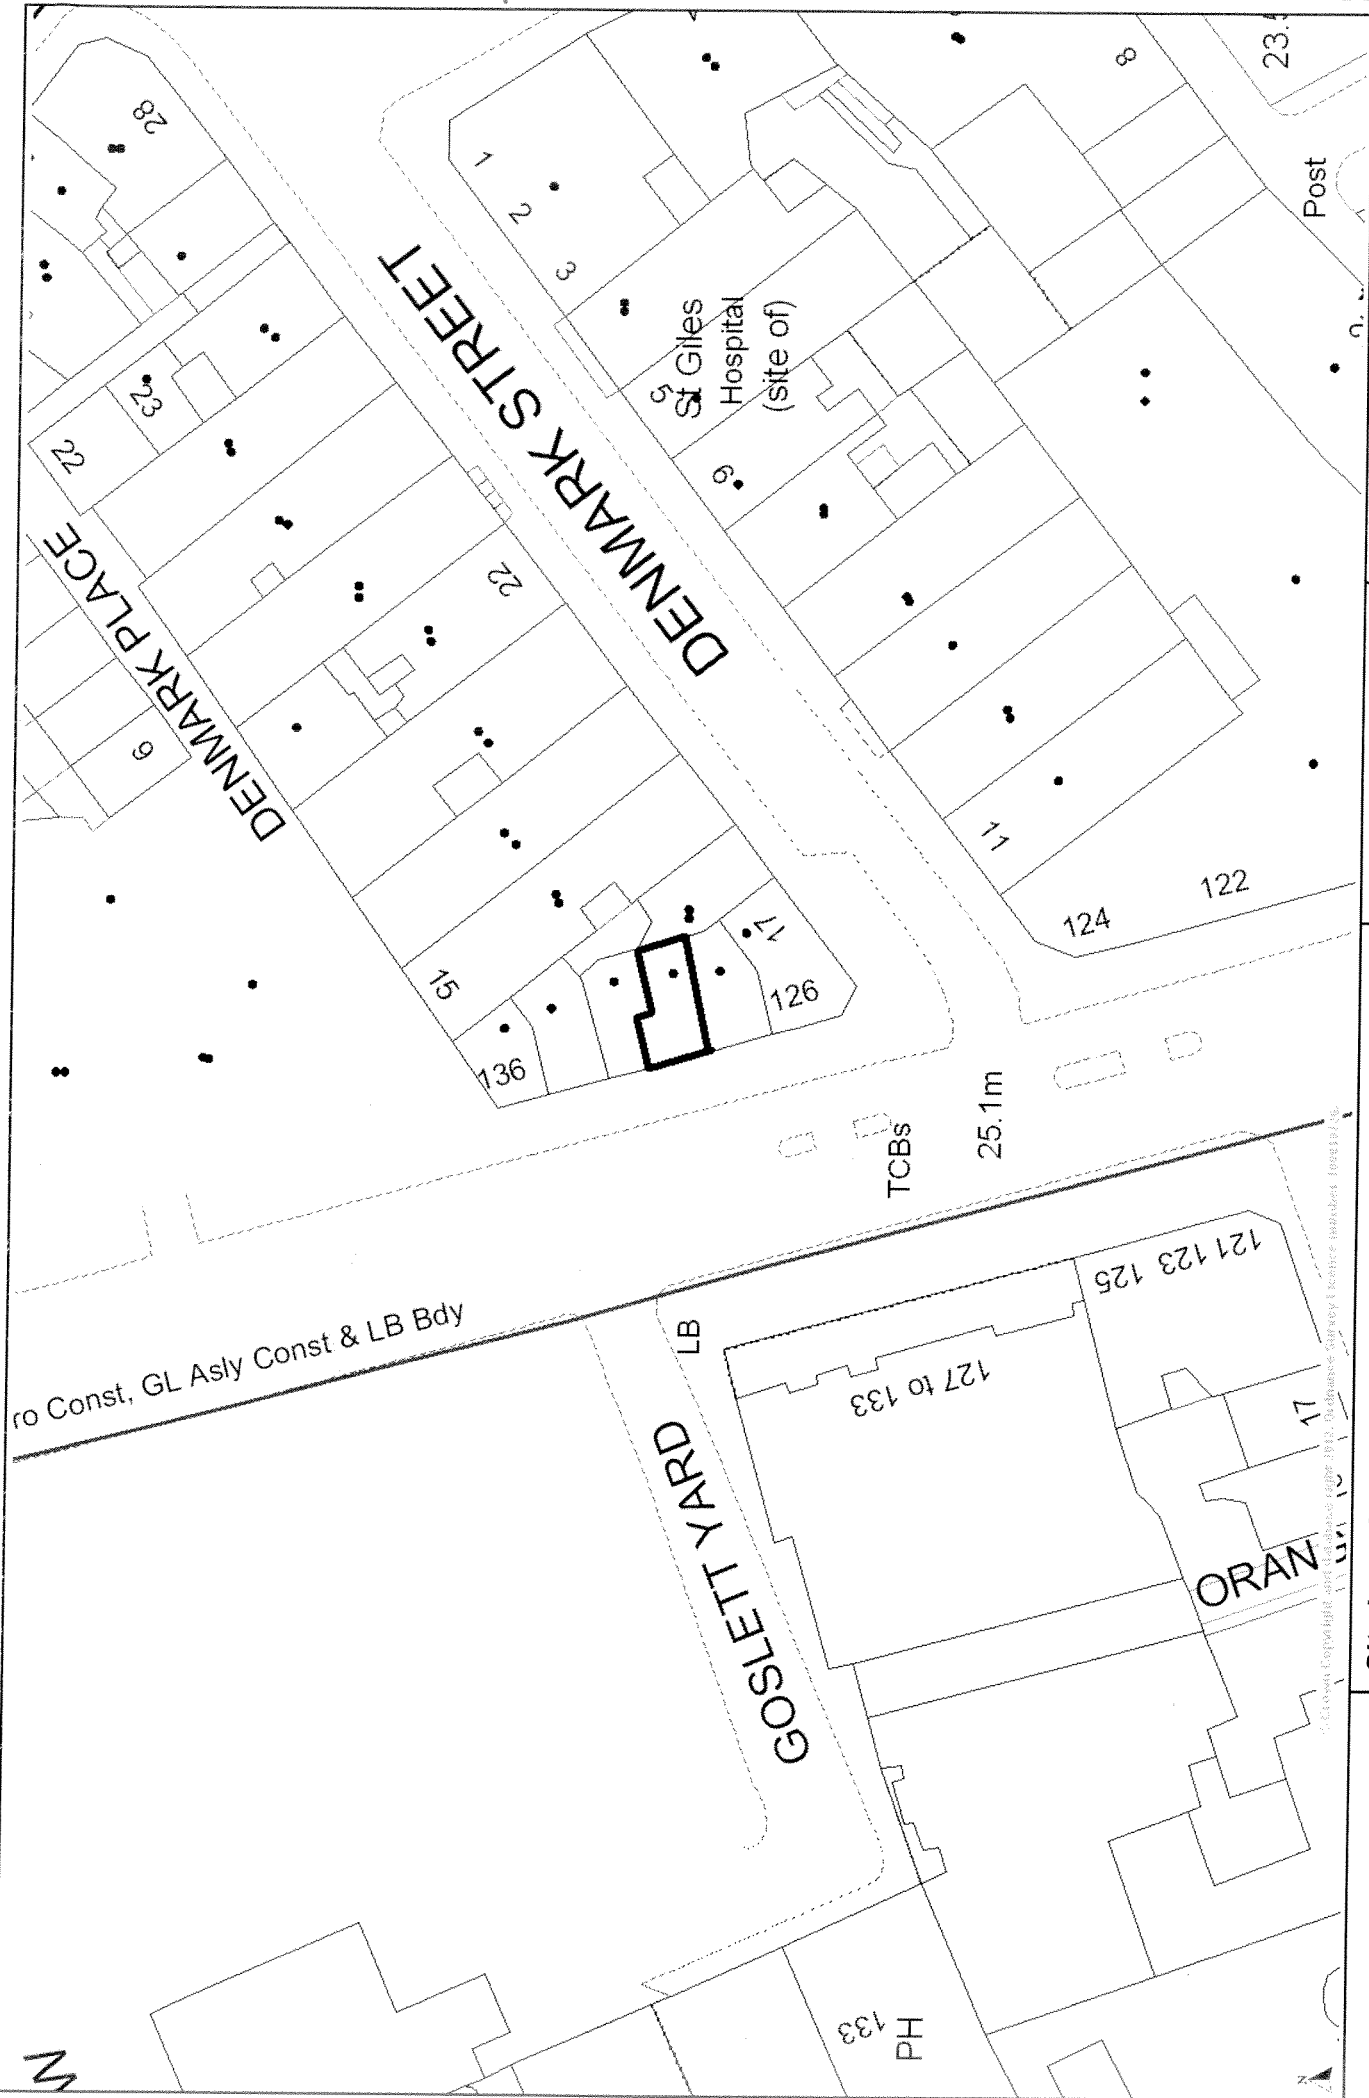 28
8
23.
Post
1
2
3
DENMARK STREET
St Giles
Hospital
(site of)
5
6
23
22
DENMARK PLACE
22
9
11
124
122
17
126
15
136
TCBs
25.1m
ro Const, GL Asly Const & LB Bdy
LB
GOSLETT YARD
127 to 133
125
123
121
17
ORAN
133
PH
N